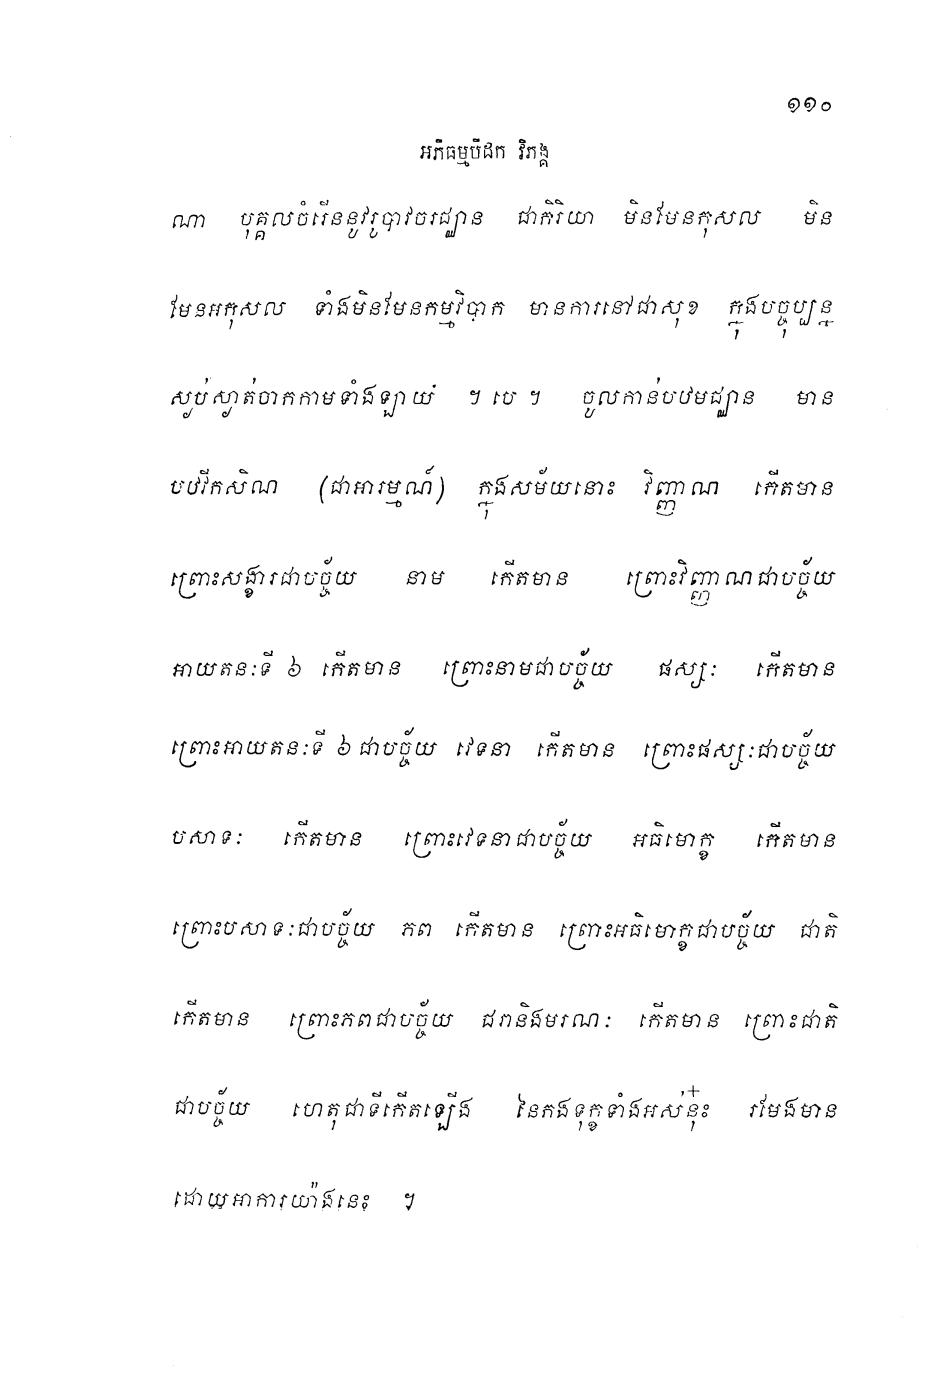 ១១០
អភិធម្មបិដក វិភង្គ
ណា បុគ្គលចំរើននូវរូបាវចរជ្ឈាន ជាកិរិយា មិនមែនកុសល មិន
មែនអកុសល ទាំងមិនមែនកម្មវិបាក មានការនៅជាសុខ ក្នុងបច្ចុប្បន្ន
ស្ងប់ស្ងាត់ចាកកាមទាំងឡាយ ។ បេ ។ ចូលកាន់បឋមជ្ឈាន មាន
បឋវីកសិណ (ជាអារម្មណ៍) ក្នុងសម័យនោះ វិញ្ញាណ កើតមាន
ព្រោះសង្ខារជាបច្ច័យ នាម កើតមាន ព្រោះវិញ្ញាណជាបច្ច័យ
អាយតនៈទី ៦ កើតមាន ព្រោះនាមជាបច្ច័យ ផស្សៈ កើតមាន
ព្រោះអាយតនៈទី ៦ ជាបច្ច័យ វេទនា កើតមាន ព្រោះផស្សៈជាបច្ច័យ
បសាទៈ កើតមាន ព្រោះវេទនាជាបច្ច័យ អធិមោក្ខ កើតមាន
ព្រោះបសាទៈជាបច្ច័យ ភព កើតមាន ព្រោះអធិមោក្ខជាបច្ច័យ ជាតិ
កើតមាន ព្រោះភពជាបច្ច័យ ជរានិងមរណៈ កើតមាន ព្រោះជាតិ
ជាបច្ច័យ ហេតុជាទីកើតឡើង នៃកងទុក្ខទាំងអស់នុ៎ះ រមែងមាន
ដោយអាការយ៉ាងនេះ ។